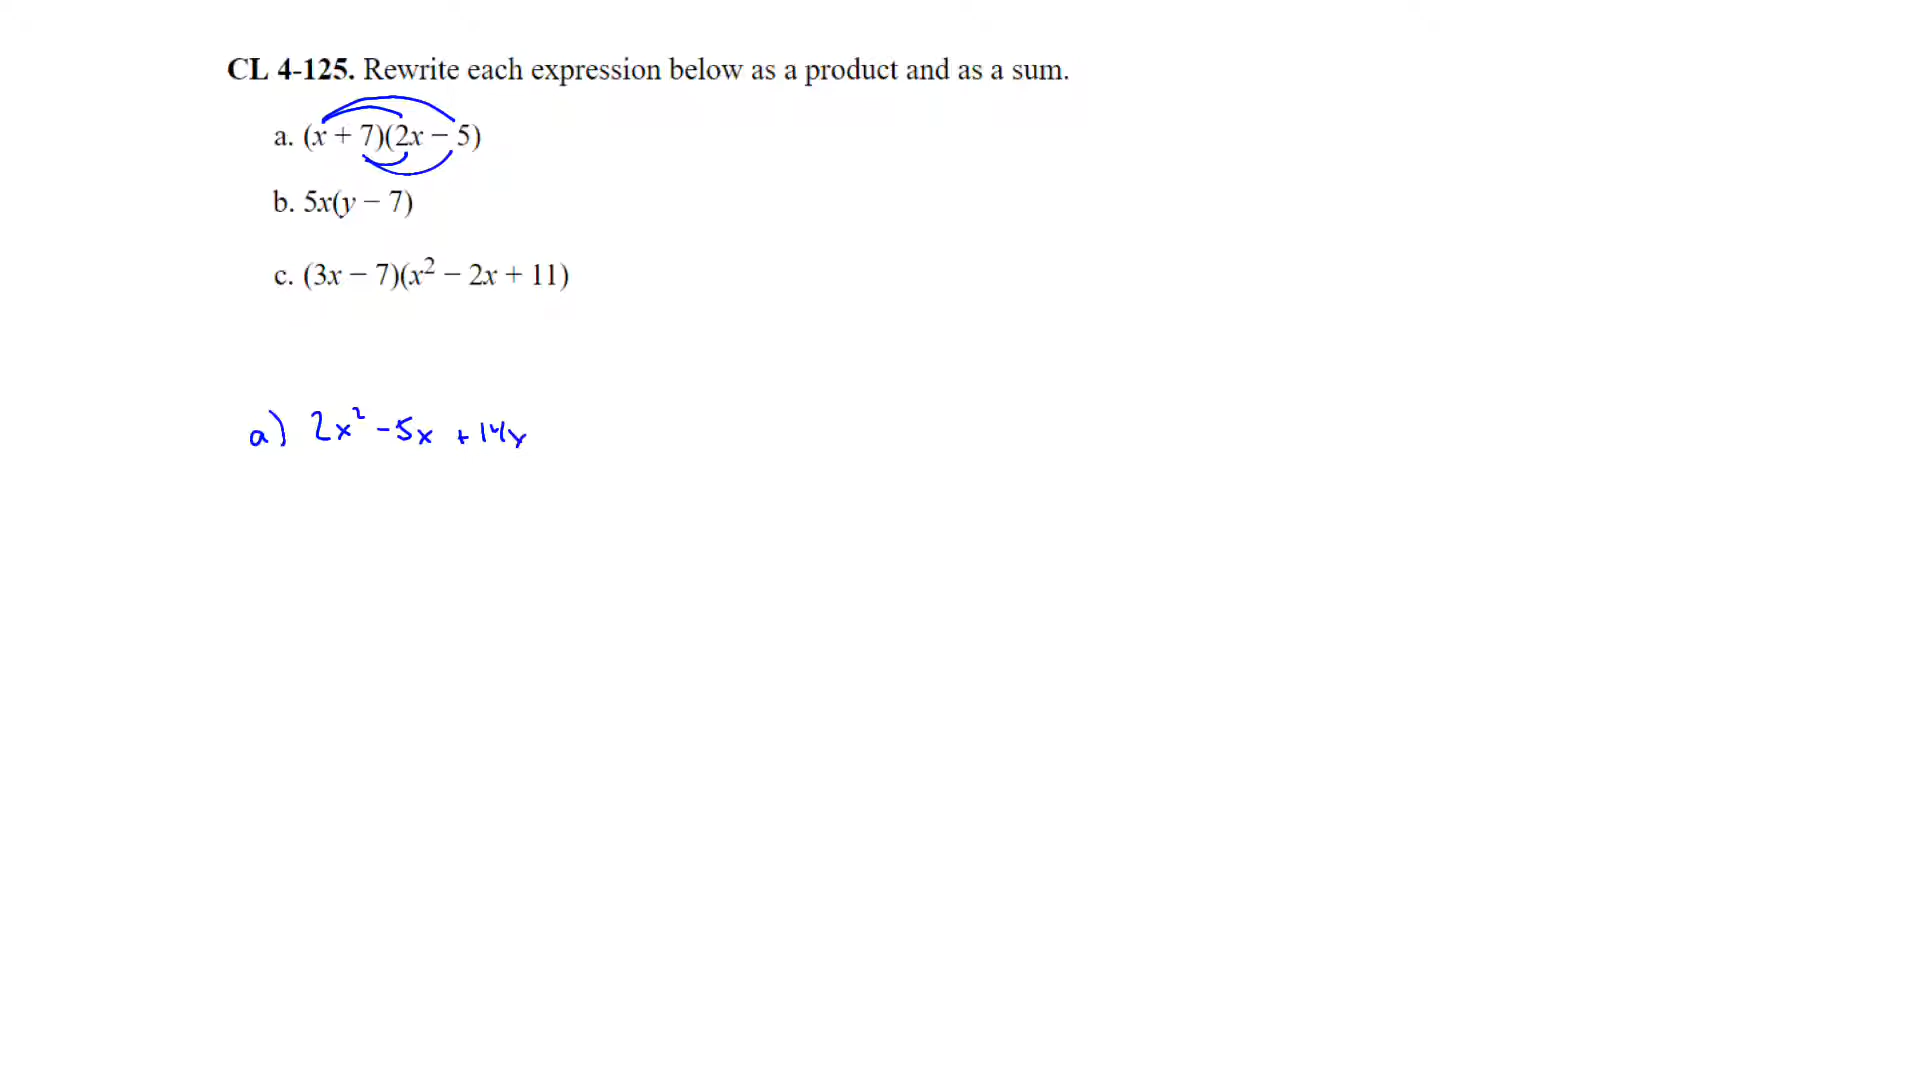 CL 4-125. Rewrite each expression below as a product and as a sum.
a. (x + 7)(2x − 5)
b. 5x(y − 7)
c. (3x − 7)(x² − 2x + 11)
a) 2x² -5x +14x